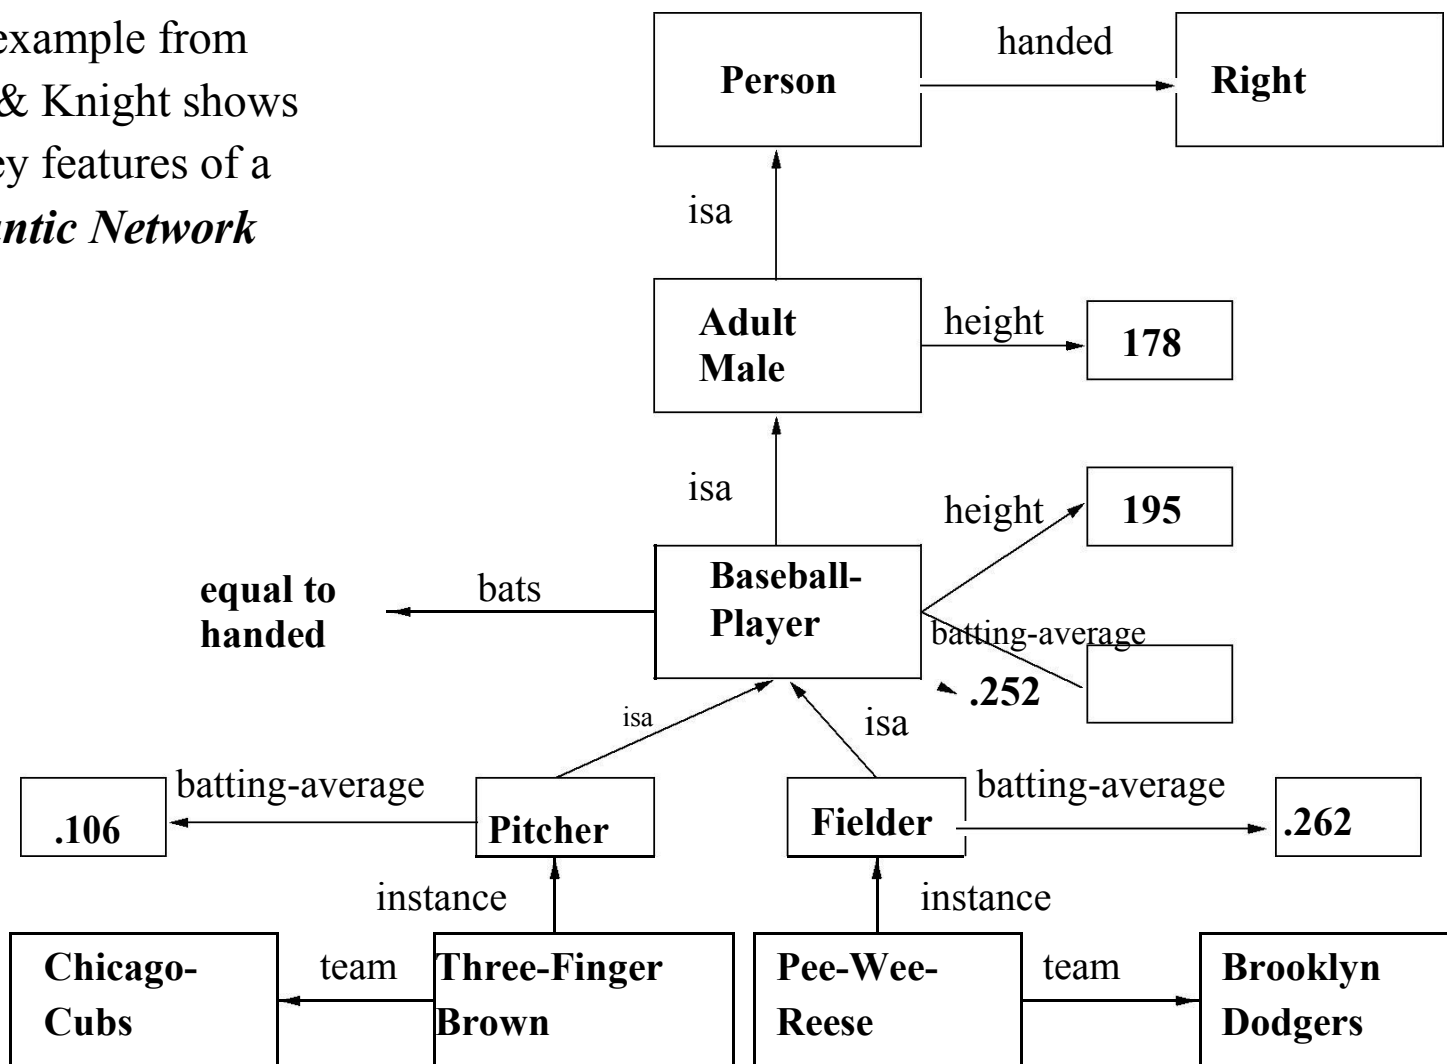 example from
& Knight shows
ey features of a
antic Network
Person
handed
Right
isa
Adult
Male
height
178
isa
height
195
equal to
handed
bats
Baseball-
Player
batting-average
.252
isa
isa
.106
batting-average
Pitcher
Fielder
batting-average
.262
instance
instance
Chicago-
Cubs
team
Three-Finger
Brown
Pee-Wee-
Reese
team
Brooklyn
Dodgers